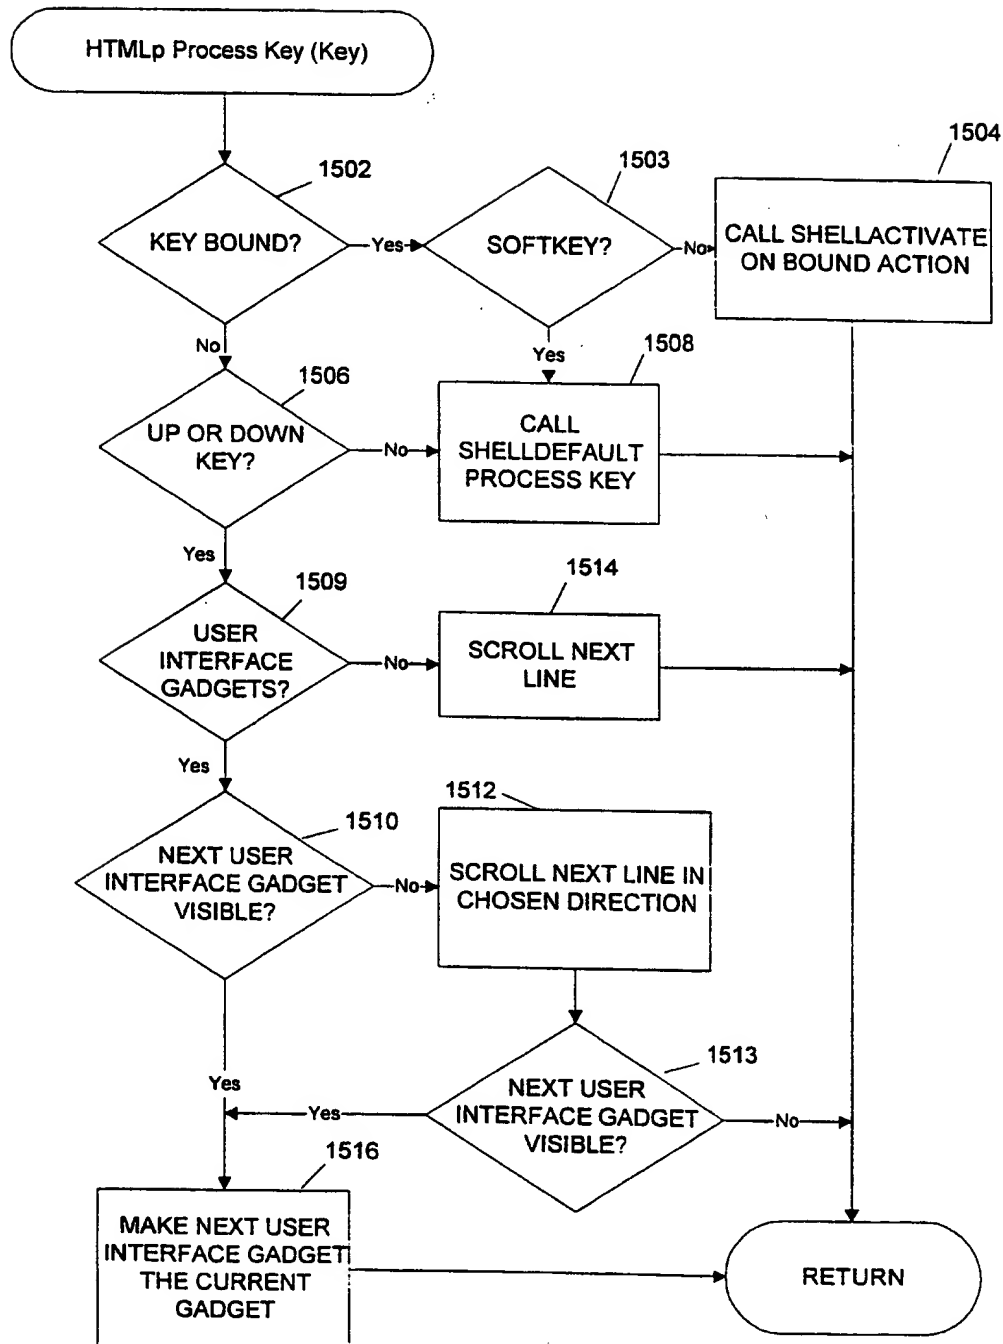 HTMLp Process Key (Key)
1502
KEY BOUND?
Yes
1503
SOFTKEY?
No
1504
CALL SHELLACTIVATE
ON BOUND ACTION
No
Yes
1506
UP OR DOWN
KEY?
No
1508
CALL
SHELLDEFAULT
PROCESS KEY
Yes
1509
USER
INTERFACE
GADGETS?
No
1514
SCROLL NEXT
LINE
Yes
1510
NEXT USER
INTERFACE GADGET
VISIBLE?
No
1512
SCROLL NEXT LINE IN
CHOSEN DIRECTION
1513
NEXT USER
INTERFACE GADGET
VISIBLE?
Yes
Yes
No
1516
MAKE NEXT USER
INTERFACE GADGET
THE CURRENT
GADGET
RETURN